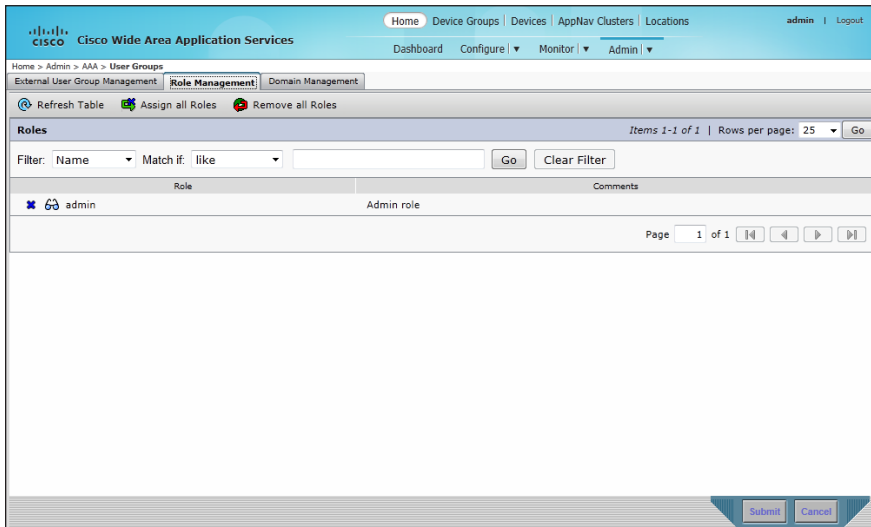 Home | Device Groups | Devices | AppNav Clusters | Locations
admin | Logout
CISCO Cisco Wide Area Application Services
Dashboard Configure | ▼ Monitor | ▼ Admin | ▼
Home > Admin > AAA > User Groups
External User Group Management Role Management Domain Management
Refresh Table Assign all Roles Remove all Roles
Roles Items 1-1 of 1 | Rows per page: 25 Go
Filter: Name Match if: like Go Clear Filter
Role Comments
admin Admin role
Page 1 of 1
Submit Cancel